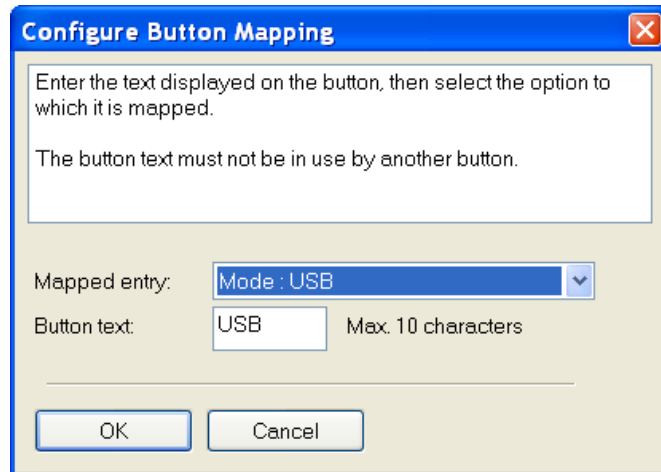 Configure Button Mapping
Enter the text displayed on the button, then select the option to
which it is mapped.
The button text must not be in use by another button.
Mapped entry: Mode : USB
Button text: USB Max. 10 characters
OK Cancel